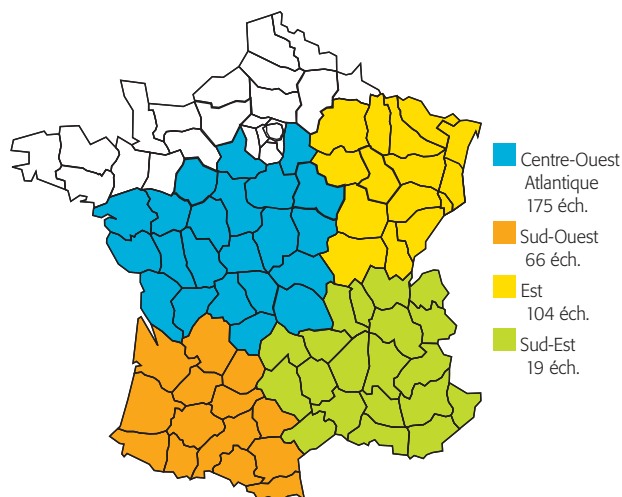 Centre-Ouest
Atlantique
175 éch.
Sud-Ouest
66 éch.
Est
104 éch.
Sud-Est
19 éch.